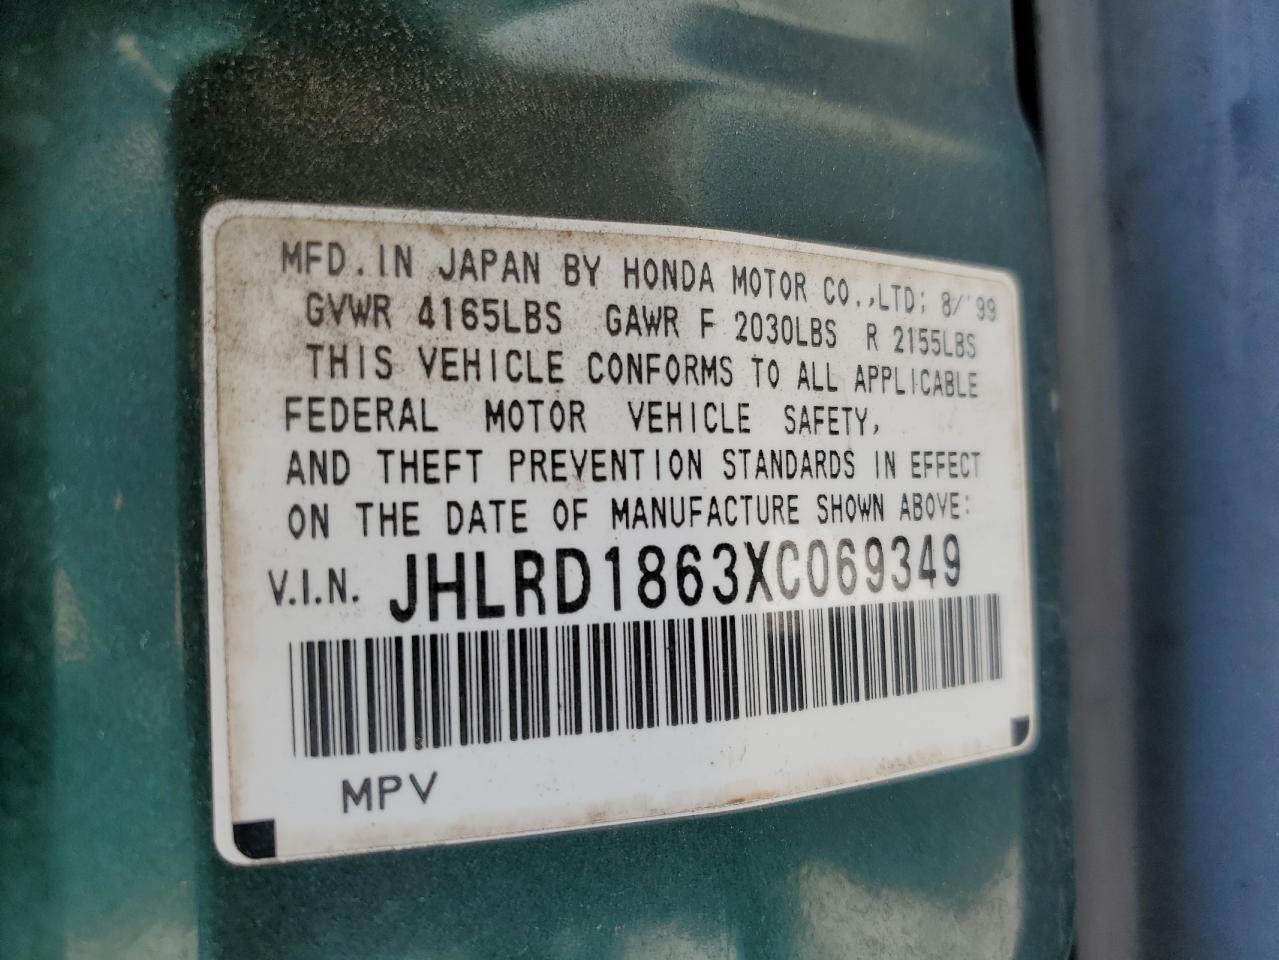 MFD. IN JAPAN BY HONDA MOTOR CO.,LTD; 8/'99
GVWR 4165LBS GAWR F 2030LBS R 2155LBS
THIS VEHICLE CONFORMS TO ALL APPLICABLE
FEDERAL MOTOR VEHICLE SAFETY,
AND THEFT PREVENTION STANDARDS IN EFFECT
ON THE DATE OF MANUFACTURE SHOWN ABOVE:
V.I.N. JHLRD1863XC069349
MPV